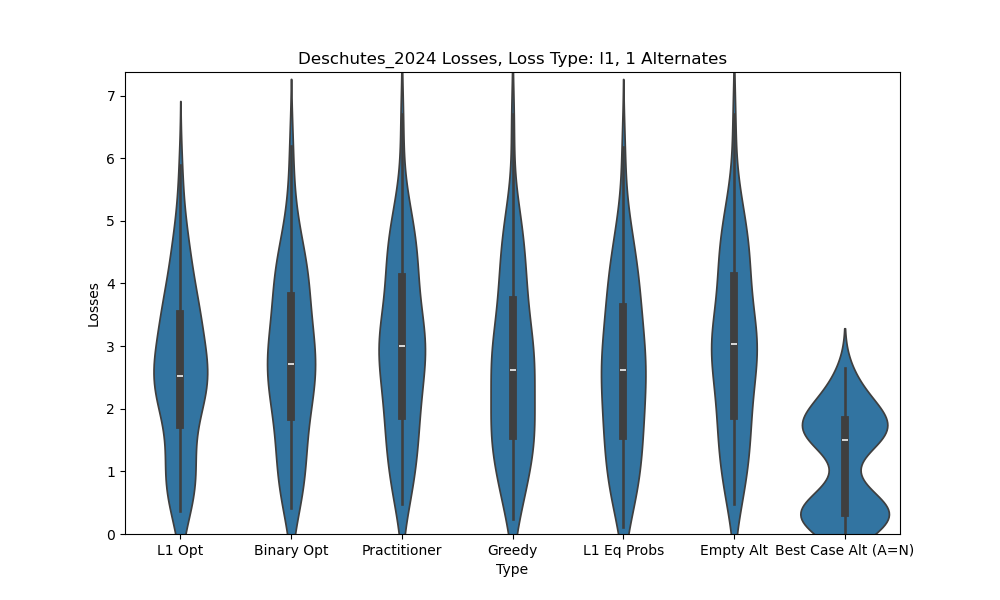 Deschutes_2024 Losses, Loss Type: l1, 1 Alternates
7
6
5
4
3
2
1
0
Losses
L1 Opt Binary Opt Practitioner Greedy L1 Eq Probs Empty Alt Best Case Alt (A=N)
Type